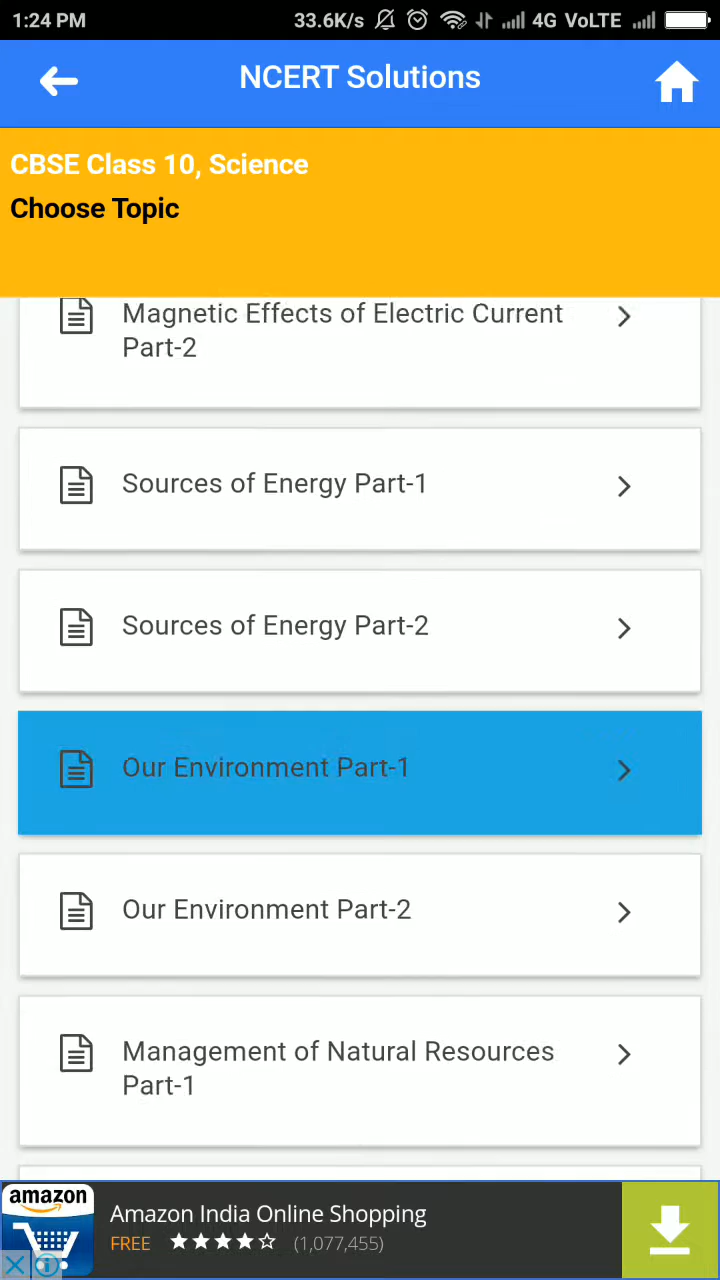 1:24 PM 33.6K/s 4G VoLTE
NCERT Solutions
CBSE Class 10, Science
Choose Topic
Magnetic Effects of Electric Current
Part-2
Sources of Energy Part-1
Sources of Energy Part-2
Our Environment Part-1
Our Environment Part-2
Management of Natural Resources
Part-1
amazon
Amazon India Online Shopping
FREE (1,077,455)